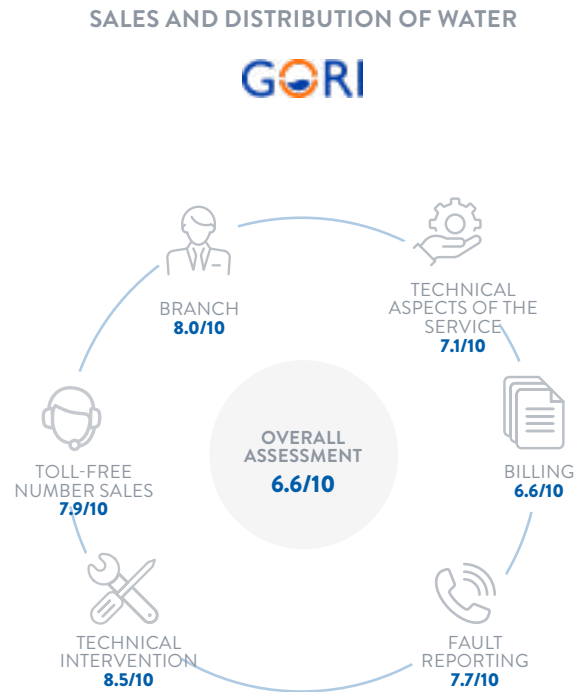 SALES AND DISTRIBUTION OF WATER
GORI
BRANCH
8.0/10
TECHNICAL
ASPECTS OF THE
SERVICE
7.1/10
OVERALL
ASSESSMENT
6.6/10
TOLL-FREE
NUMBER SALES
7.9/10
BILLING
6.6/10
TECHNICAL
INTERVENTION
8.5/10
FAULT
REPORTING
7.7/10